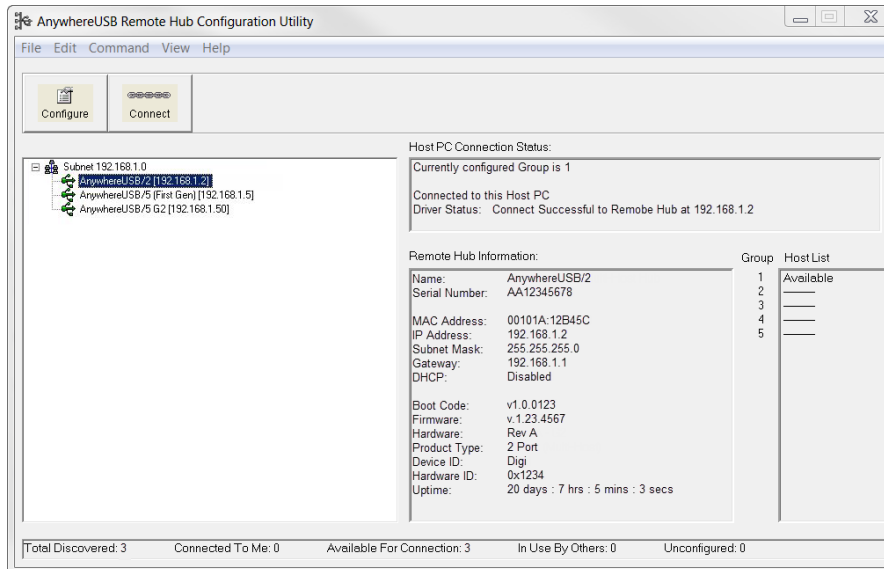 AnywhereUSB Remote Hub Configuration Utility
File Edit Command View Help
Configure
Connect
Subnet 192.168.1.0
AnywhereUSB/2 [192.168.1.2]
AnywhereUSB/5 (First Gen) [192.168.1.5]
AnywhereUSB/5 G2 [192.168.1.50]
Host PC Connection Status:
Currently configured Group is 1
Connected to this Host PC
Driver Status: Connect Successful to Remobe Hub at 192.168.1.2
Remote Hub Information:
Name: AnywhereUSB/2
Serial Number: AA12345678
MAC Address: 00101A:12B45C
IP Address: 192.168.1.2
Subnet Mask: 255.255.255.0
Gateway: 192.168.1.1
DHCP: Disabled
Boot Code: v1.0.0123
Firmware: v.1.23.4567
Hardware: Rev A
Product Type: 2 Port
Device ID: Digi
Hardware ID: 0x1234
Uptime: 20 days : 7 hrs : 5 mins : 3 secs
Group Host List
1 Available
2 -----
3 -----
4 -----
5 -----
Total Discovered: 3 Connected To Me: 0 Available For Connection: 3 In Use By Others: 0 Unconfigured: 0